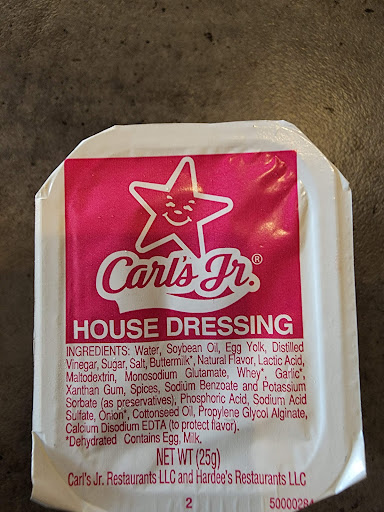 Carl's Jr.®
HOUSE DRESSING
INGREDIENTS: Water, Soybean Oil, Egg Yolk, Distilled
Vinegar, Sugar, Salt, Buttermilk*, Natural Flavor, Lactic Acid,
Maltodextrin, Monosodium Glutamate, Whey*, Garlic*,
Xanthan Gum, Spices, Sodium Benzoate and Potassium
Sorbate (as preservatives), Phosphoric Acid, Sodium Acid
Sulfate, Onion*, Cottonseed Oil, Propylene Glycol Alginate,
Calcium Disodium EDTA (to protect flavor).
*Dehydrated Contains Egg, Milk.
NET WT (25g)
Carl's Jr. Restaurants LLC and Hardee's Restaurants LLC
2